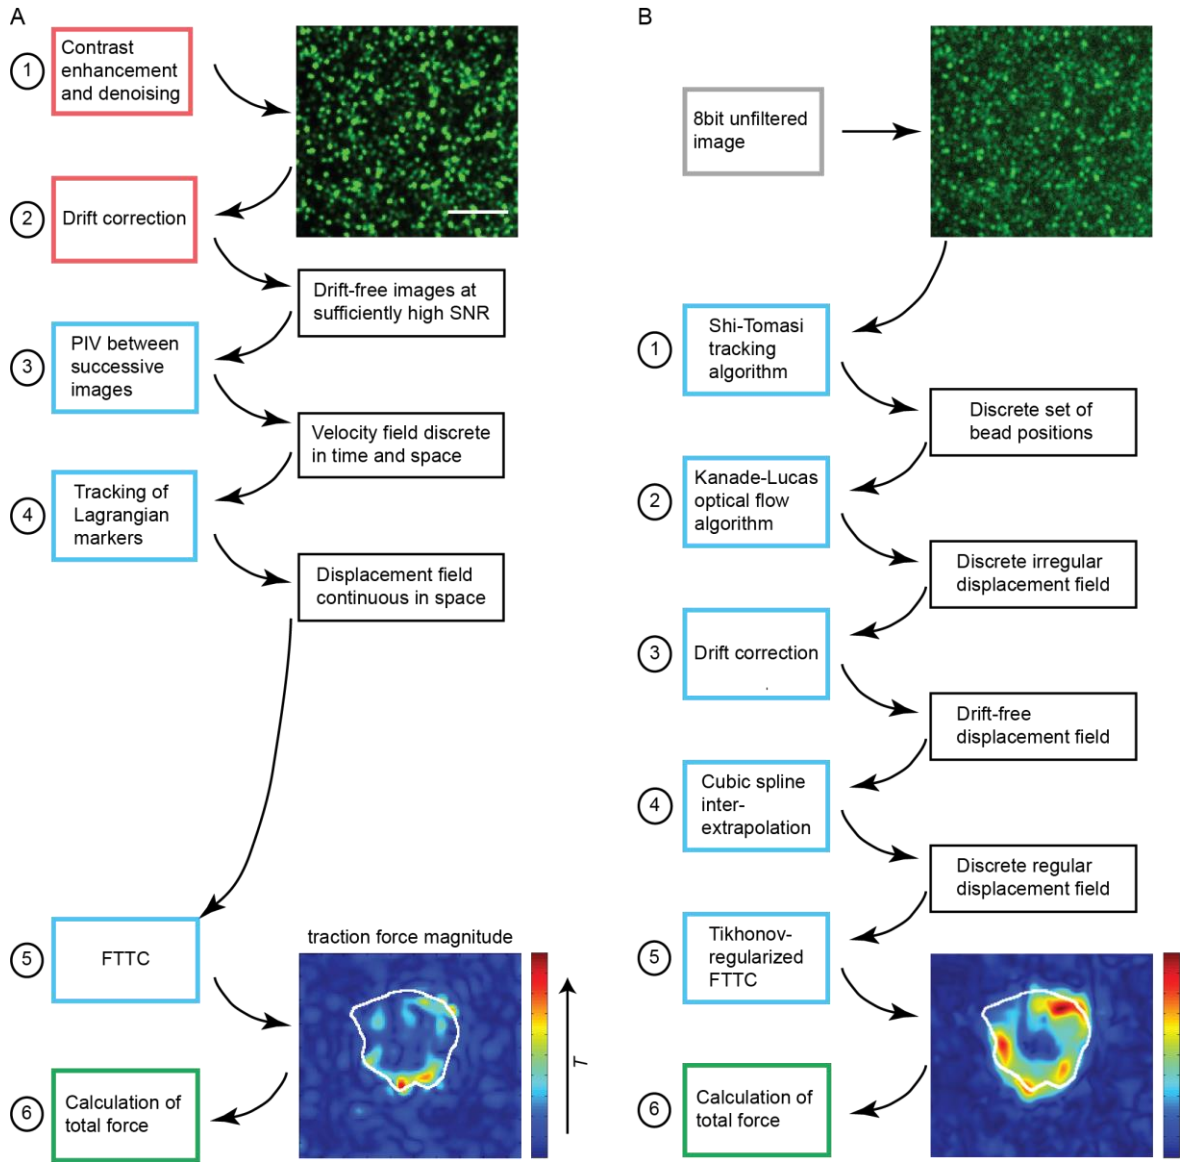 A
1
Contrast
enhancement
and denoising
2
Drift correction
Drift-free images at
sufficiently high SNR
3
PIV between
successive
images
Velocity field discrete
in time and space
4
Tracking of
Lagrangian
markers
Displacement field
continuous in space
5
FTTC
traction force magnitude
T
6
Calculation of
total force
B
8bit unfiltered
image
1
Shi-Tomasi
tracking
algorithm
Discrete set of
bead positions
2
Kanade-Lucas
optical flow
algorithm
Discrete irregular
displacement field
3
Drift correction
Drift-free
displacement field
4
Cubic spline
inter-
extrapolation
Discrete regular
displacement field
5
Tikhonov-
regularized
FTTC
6
Calculation of
total force